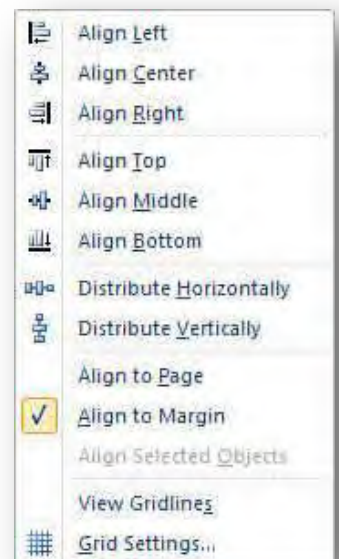 Align Left
Align Center
Align Right
Align Top
Align Middle
Align Bottom
Distribute Horizontally
Distribute Vertically
Align to Page
Align to Margin
Align Selected Objects
View Gridlines
Grid Settings...